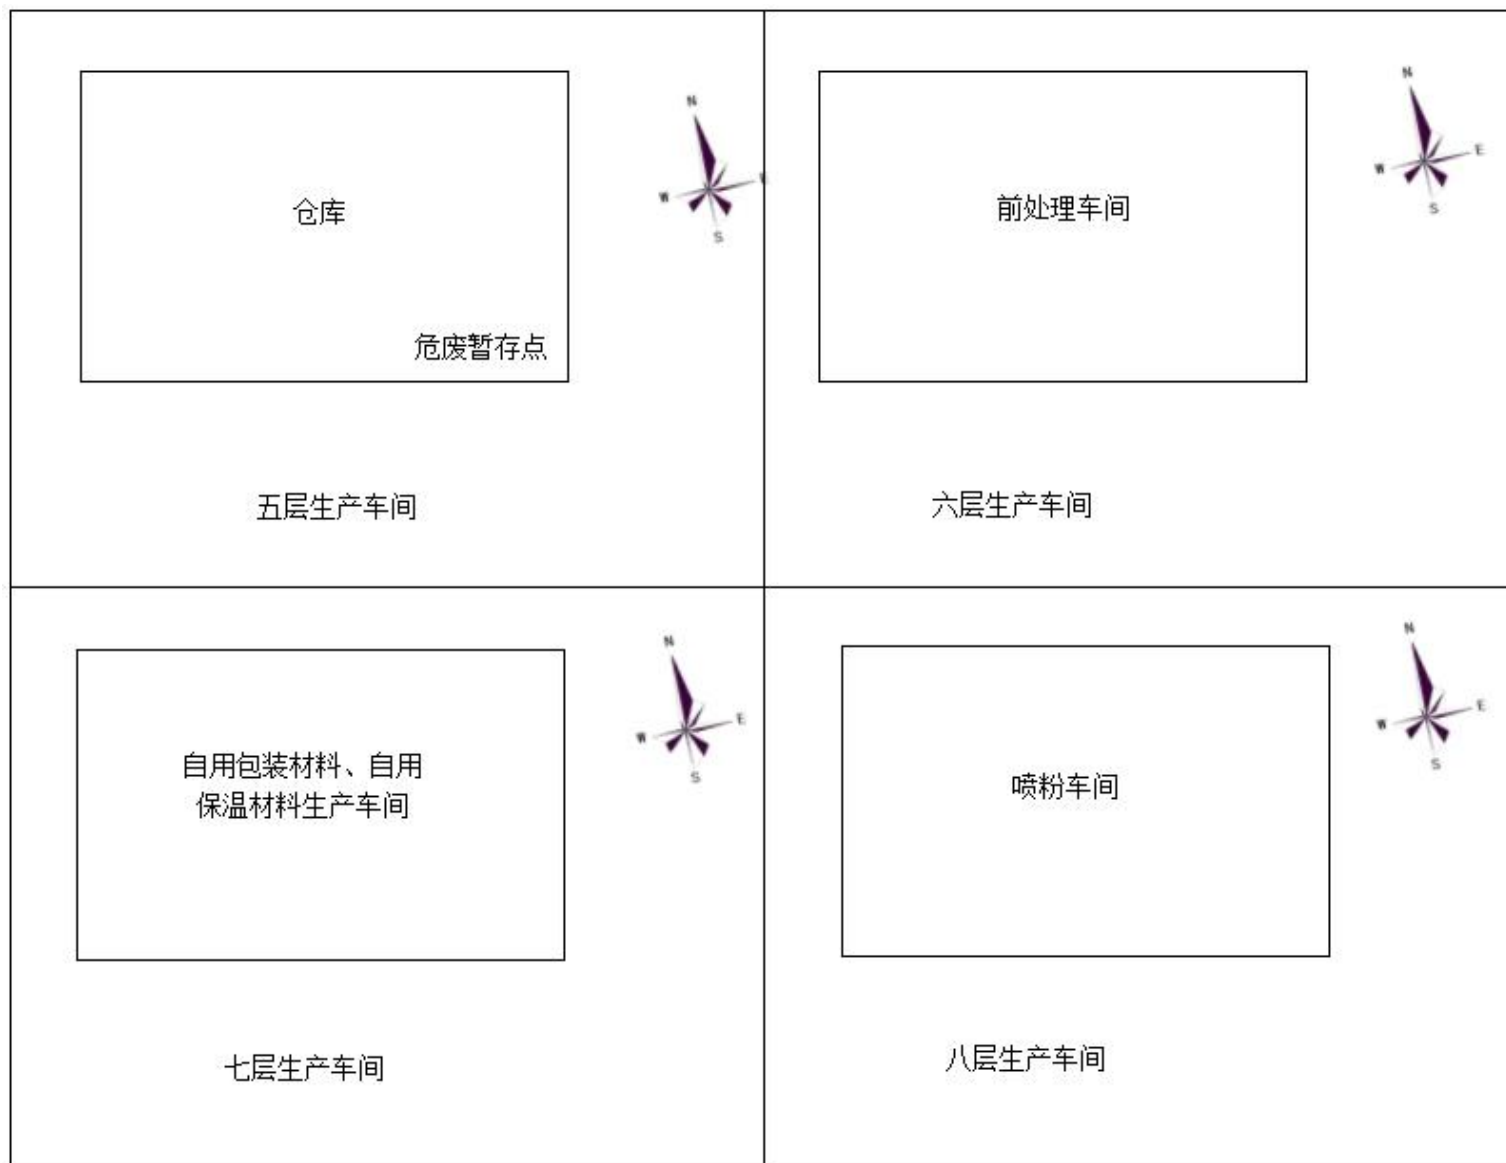 仓库
危废暂存点
五层生产车间
N
W
E
S
前处理车间
六层生产车间
N
W
E
S
自用包装材料、自用
保温材料生产车间
七层生产车间
N
W
E
S
喷粉车间
八层生产车间
N
W
E
S